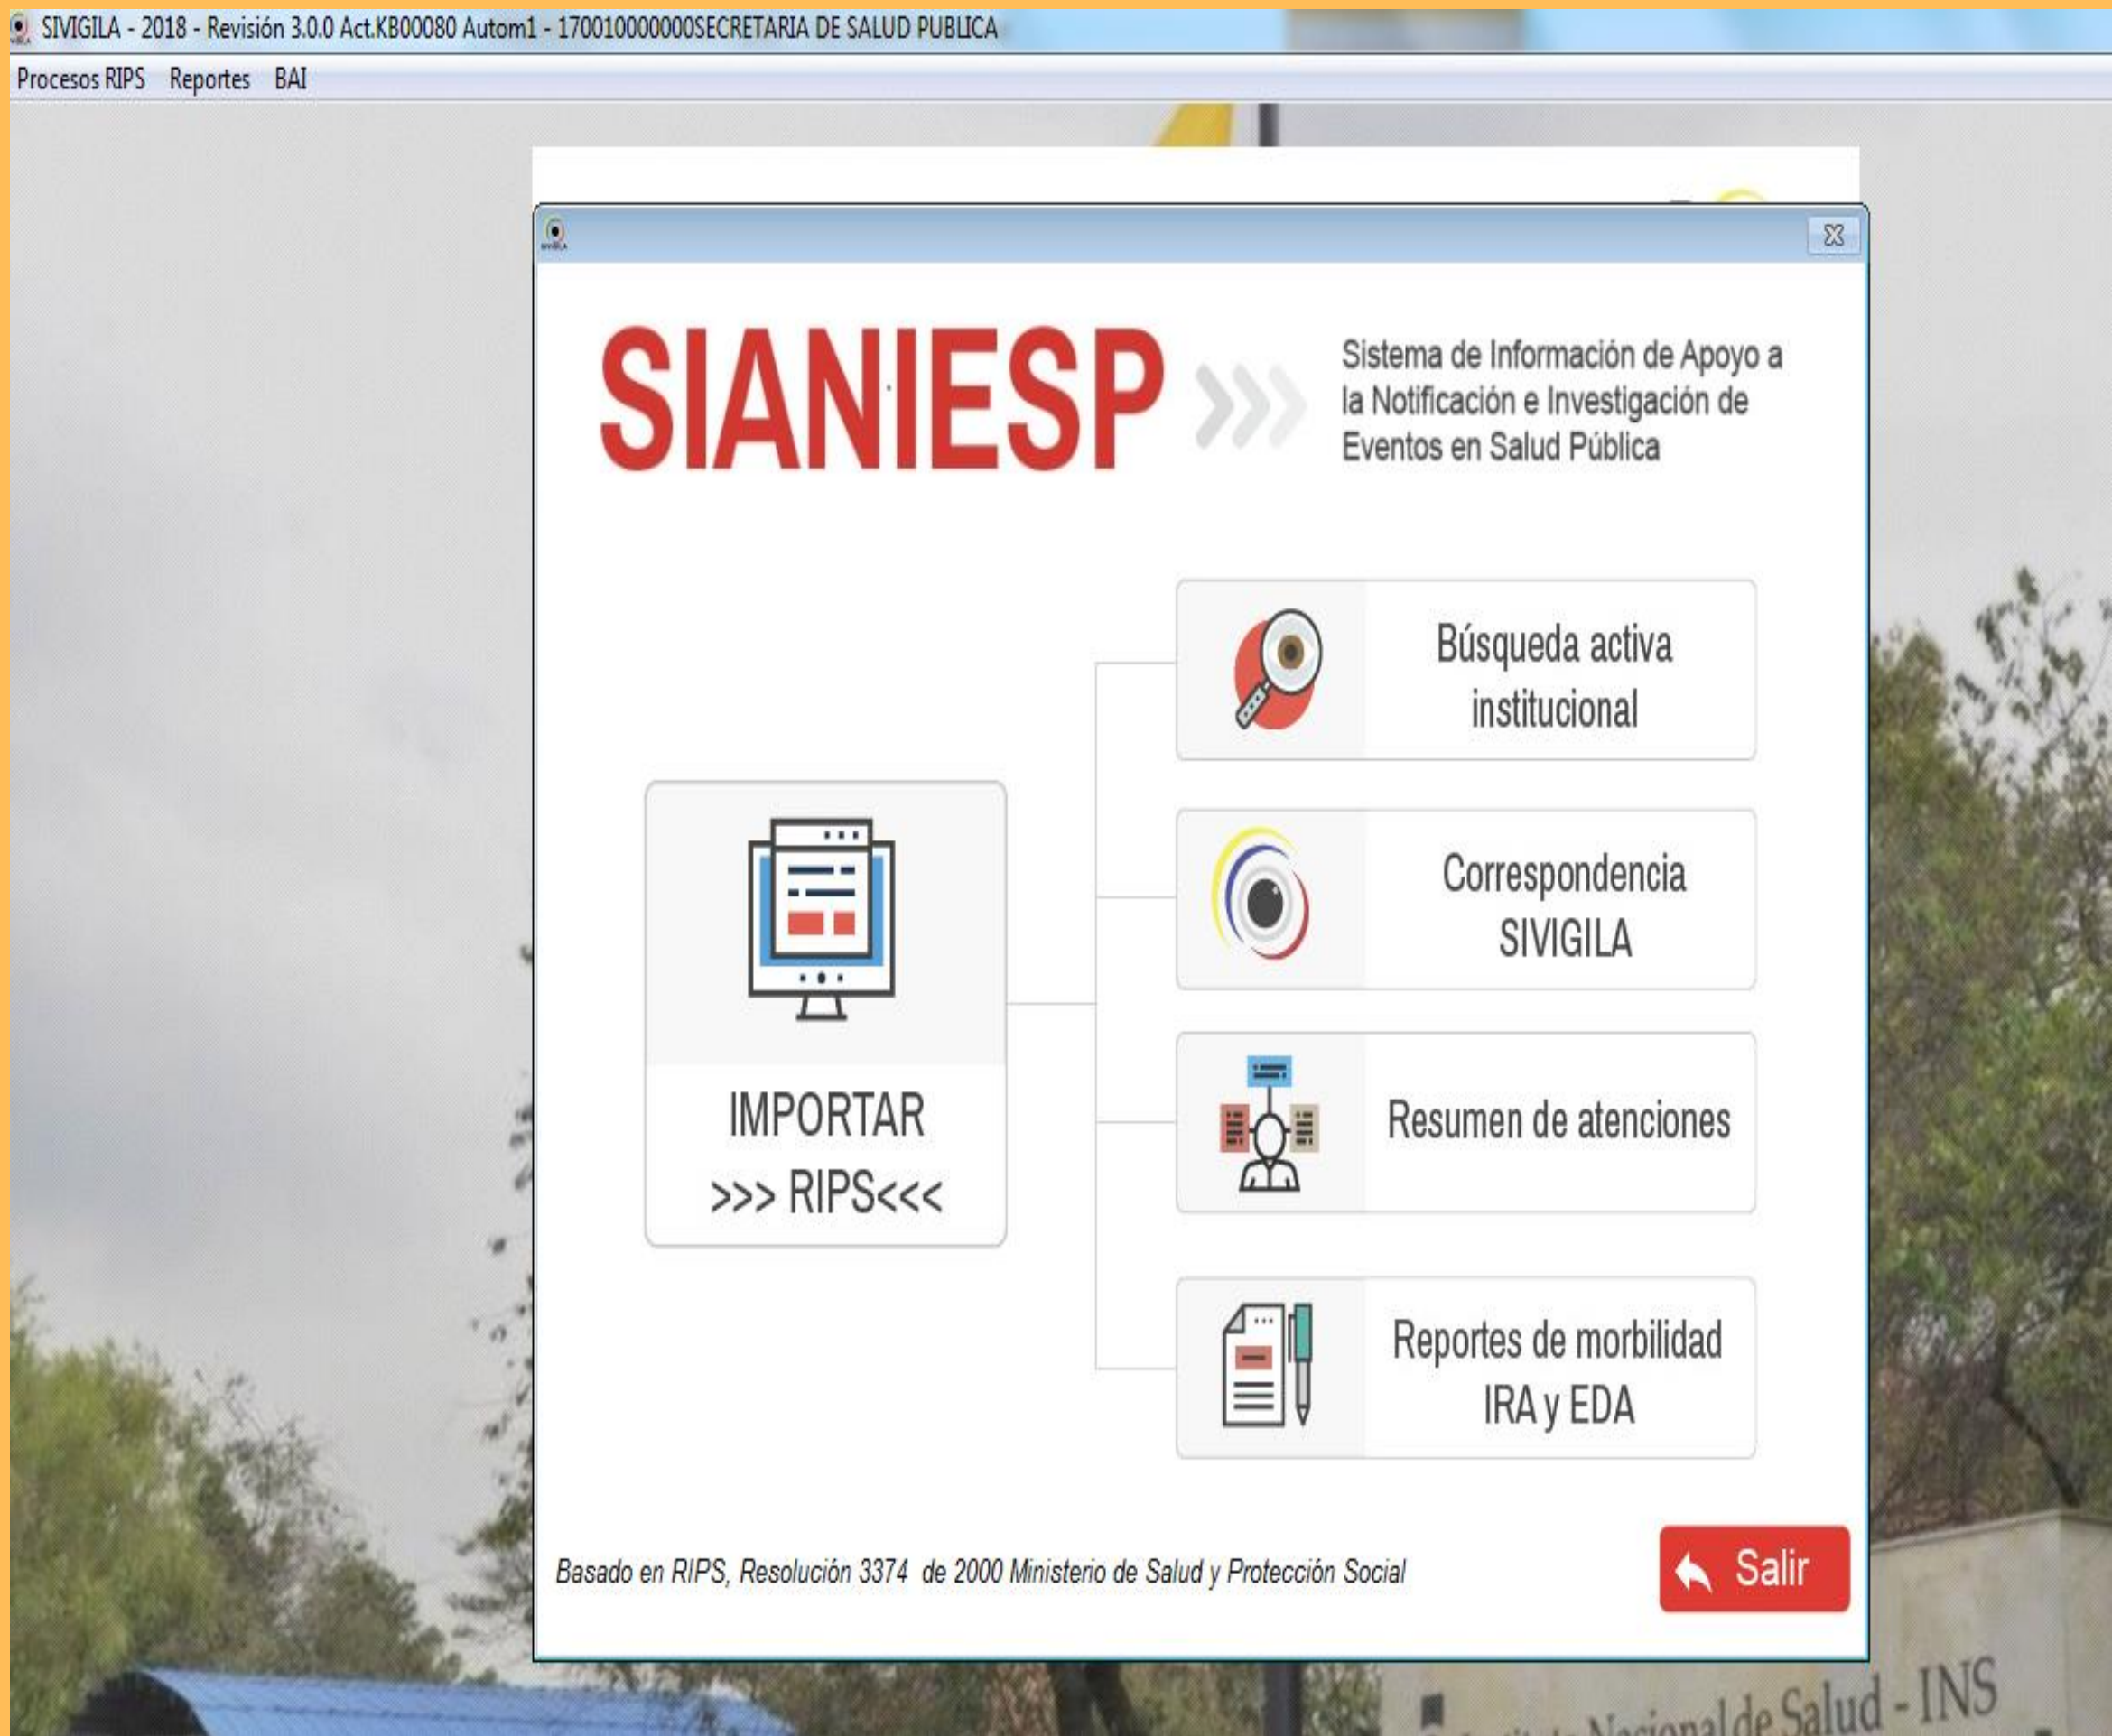 SIVIGILA - 2018 - Revisión 3.0.0 Act.KB00080 Autom1 - 170010000000SECRETARIA DE SALUD PUBLICA
Procesos RIPS Reportes BAI
SIANIESP
Sistema de Información de Apoyo a
la Notificación e Investigación de
Eventos en Salud Pública
Búsqueda activa
institucional
Correspondencia
SIVIGILA
IMPORTAR
>>> RIPS<<<
Resumen de atenciones
Reportes de morbilidad
IRA y EDA
Basado en RIPS, Resolución 3374 de 2000 Ministerio de Salud y Protección Social
Salir
Nacional de Salud - INS